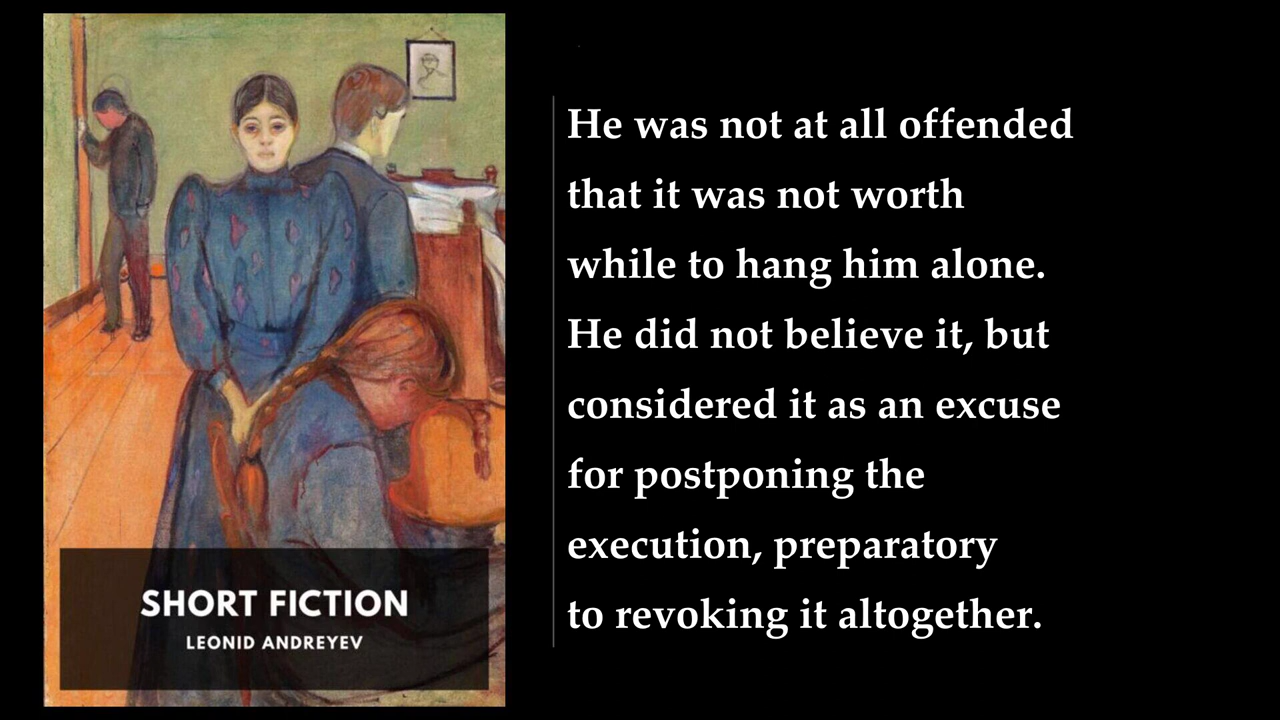 SHORT FICTION
LEONID ANDREYEV
He was not at all offended
that it was not worth
while to hang him alone.
He did not believe it, but
considered it as an excuse
for postponing the
execution, preparatory
to revoking it altogether.